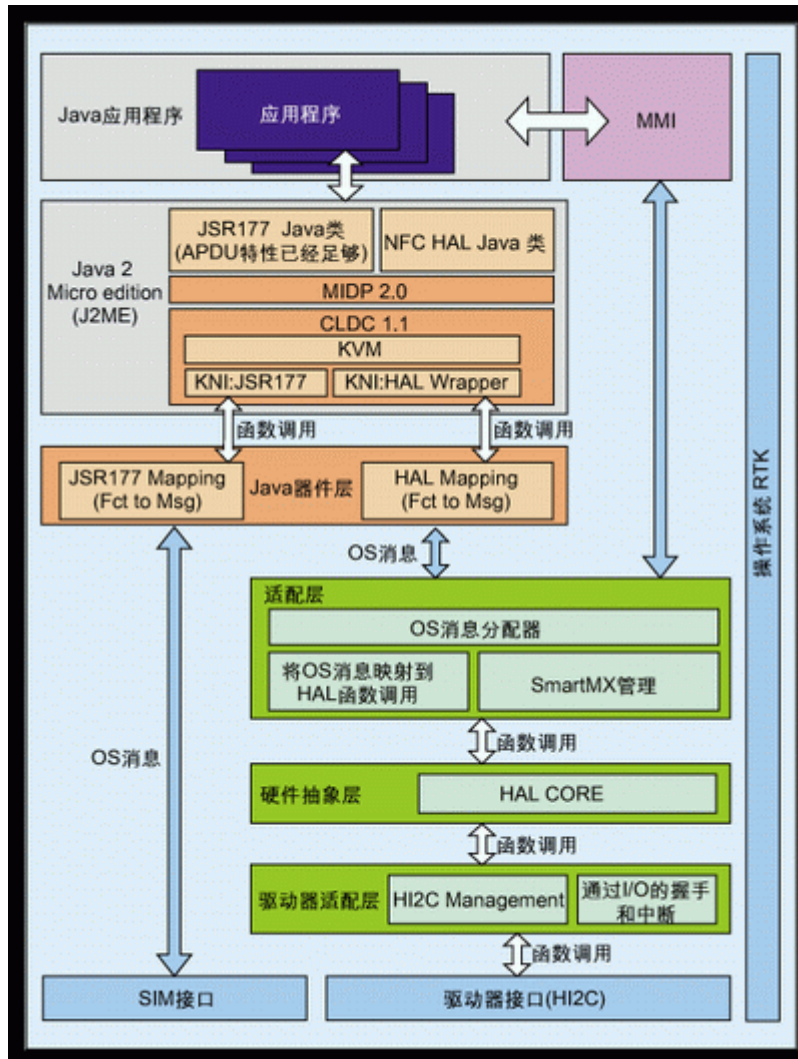 Java应用程序
应用程序
MMI
JSR177 Java类
(APDU特性已经足够)
NFC HAL Java 类
Java 2
Micro edition
(J2ME)
MIDP 2.0
CLDC 1.1
KVM
KNI:JSR177
KNI:HAL Wrapper
函数调用
函数调用
JSR177 Mapping
(Fct to Msg)
Java器件层
HAL Mapping
(Fct to Msg)
操作系统 RTK
OS消息
适配层
OS消息分配器
将OS消息映射到
HAL函数调用
SmartMX管理
OS消息
函数调用
硬件抽象层
HAL CORE
函数调用
驱动器适配层
HI2C Management
通过I/O的握手
和中断
函数调用
SIM接口
驱动器接口(HI2C)